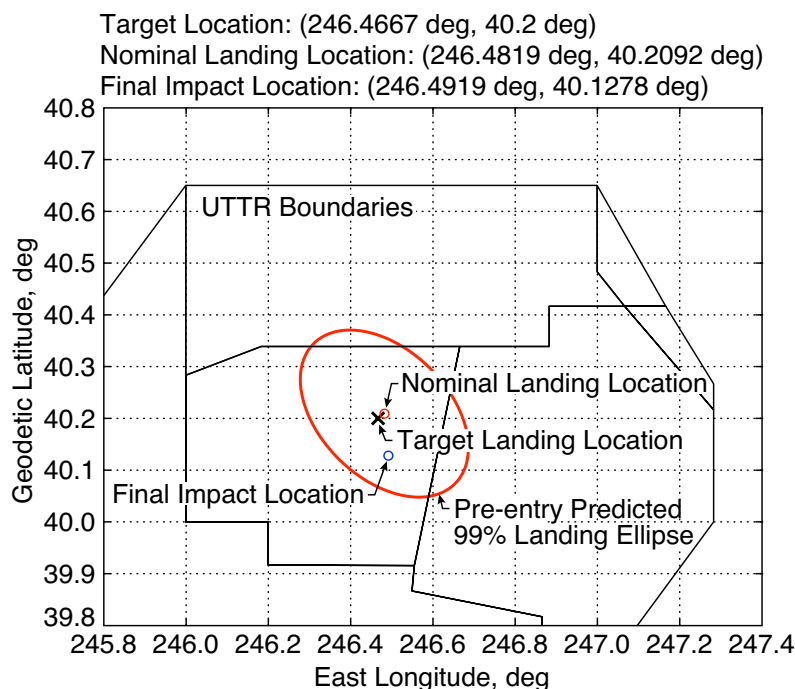 Target Location: (246.4667 deg, 40.2 deg)
Nominal Landing Location: (246.4819 deg, 40.2092 deg)
Final Impact Location: (246.4919 deg, 40.1278 deg)
40.8
40.7
40.6
40.5
40.4
40.3
40.2
40.1
40.0
39.9
39.8
Geodetic Latitude, deg
UTTR Boundaries
Nominal Landing Location
Target Landing Location
Final Impact Location
Pre-entry Predicted
99% Landing Ellipse
245.8 246.0 246.2 246.4 246.6 246.8 247.0 247.2 247.4
East Longitude, deg